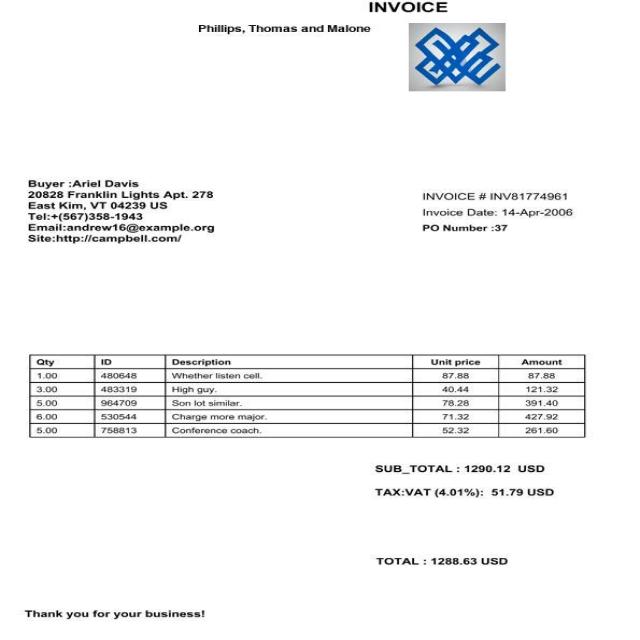 INVOICE
Phillips, Thomas and Malone
Buyer :Ariel Davis
20828 Franklin Lights Apt. 278
East Kim, VT 04239 US
Tel:+(567)358-1943
Email:andrew16@example.org
Site:http://campbell.com/
INVOICE # INV81774961
Invoice Date: 14-Apr-2006
PO Number :37
Qty ID Description Unit price Amount
1.00 480648 Whether listen cell. 87.88 87.88
3.00 483319 High guy. 40.44 121.32
5.00 964709 Son lot similar. 78.28 391.40
6.00 530544 Charge more major. 71.32 427.92
5.00 758813 Conference coach. 52.32 261.60
SUB_TOTAL : 1290.12 USD
TAX:VAT (4.01%): 51.79 USD
TOTAL : 1288.63 USD
Thank you for your business!